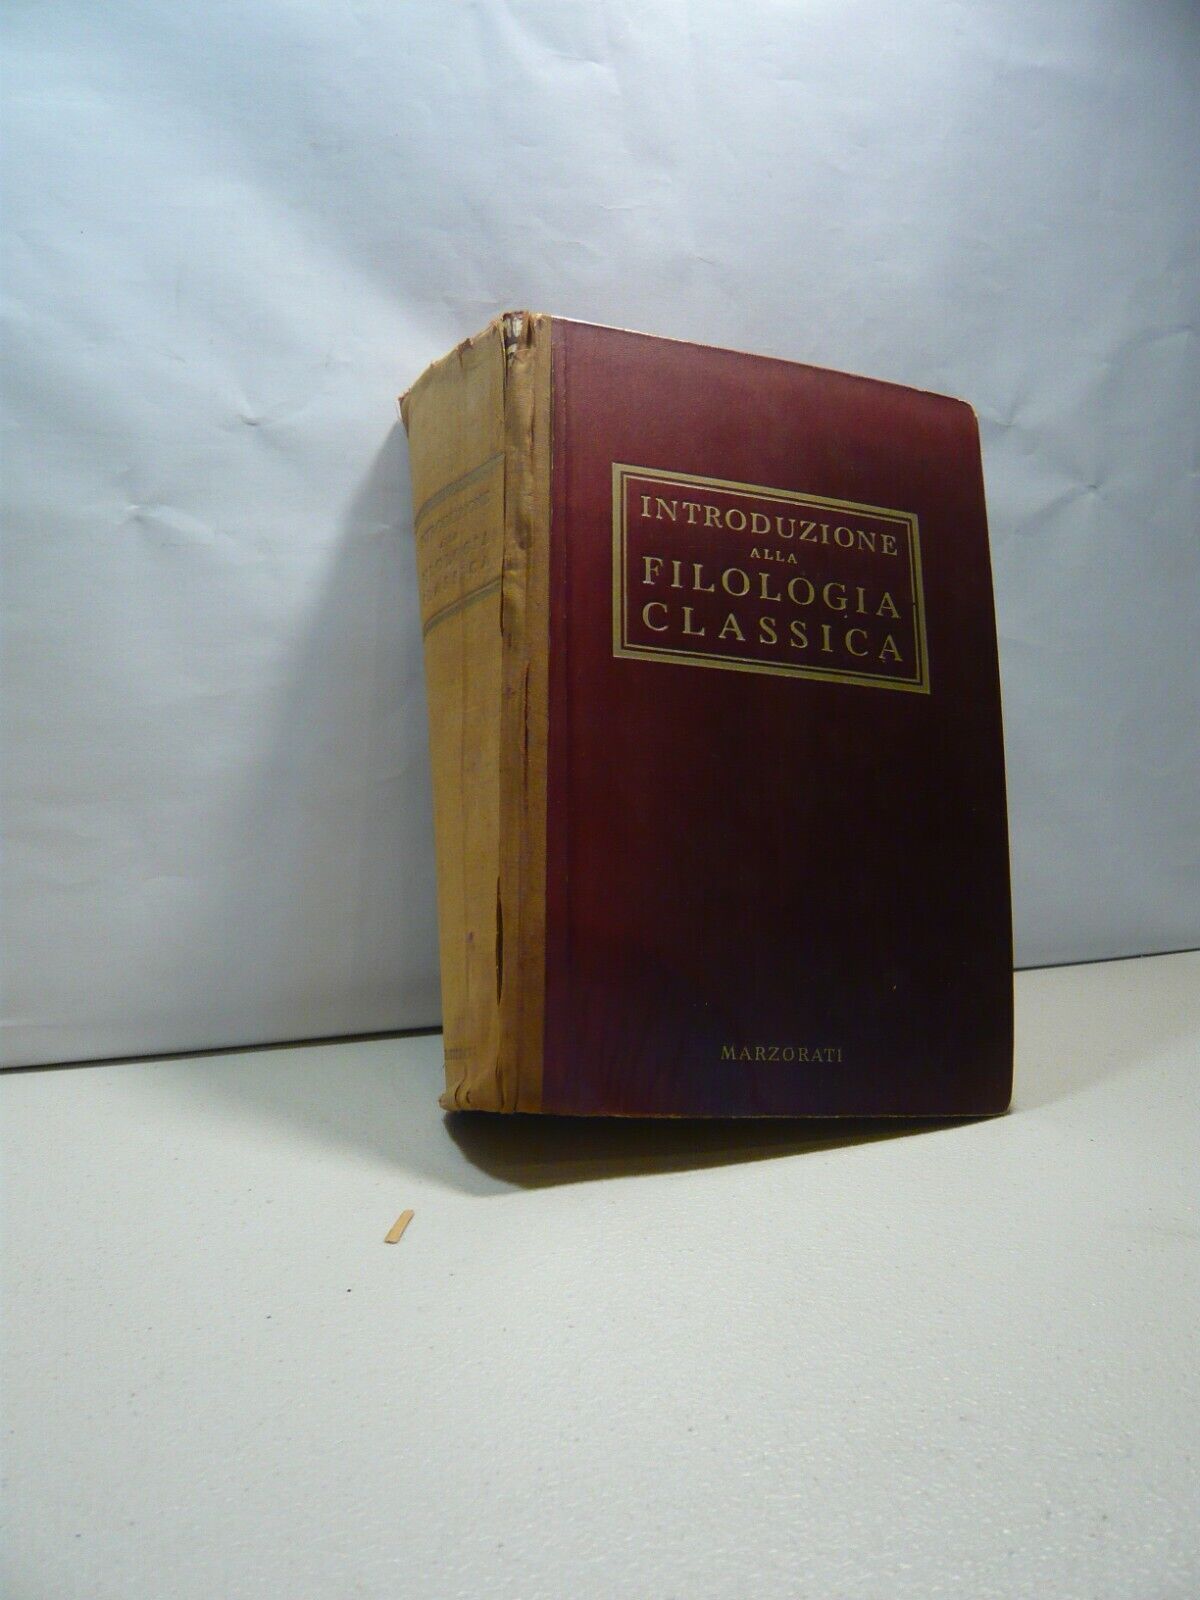 INTRODUZIONE
ALLA
FILOLOGIA
CLASSICA
MARZORATI